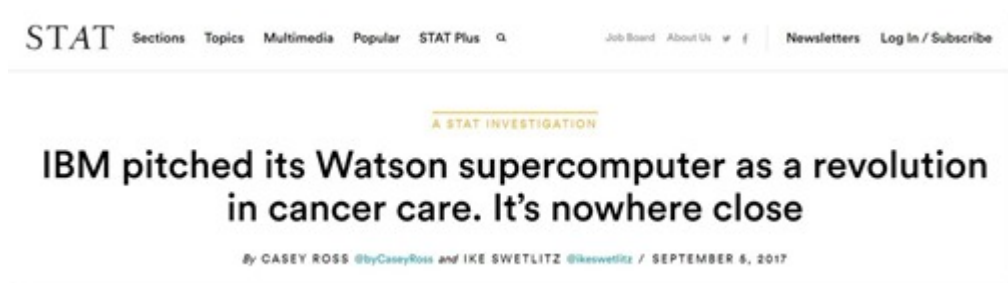 STAT Sections Topics Multimedia Popular STAT Plus Job Board About Us Newsletters Log In / Subscribe
A STAT INVESTIGATION
IBM pitched its Watson supercomputer as a revolution
in cancer care. It's nowhere close
By CASEY ROSS @byCaseyRoss and IKE SWETLITZ @ikeswetlitz / SEPTEMBER 5, 2017